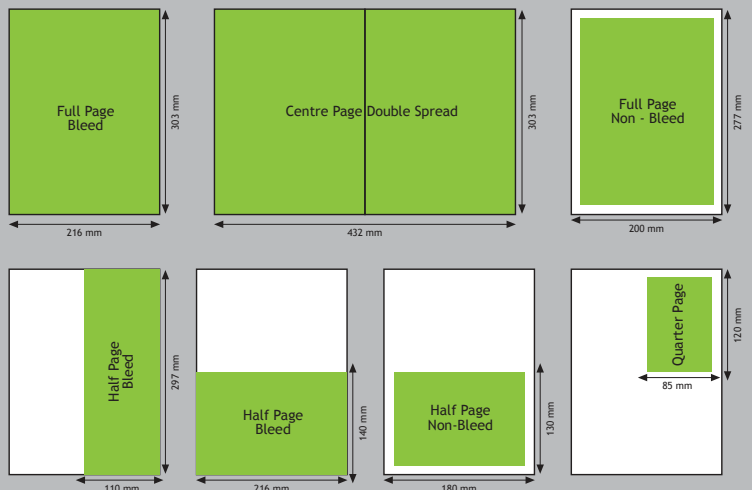 Full Page
Bleed
303 mm
216 mm
Centre Page Double Spread
303 mm
432 mm
Full Page
Non - Bleed
277 mm
200 mm
Half Page
Bleed
297 mm
110 mm
Half Page
Bleed
140 mm
216 mm
Half Page
Non-Bleed
130 mm
180 mm
Quarter Page
120 mm
85 mm